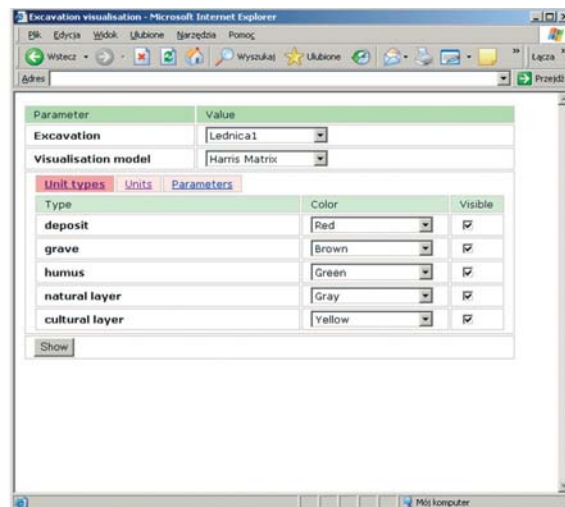 Excavation visualisation - Microsoft Internet Explorer
Plik Edycja Widok Ulubione Narzędzia Pomoc
Wstecz Wyszukaj Ulubione Łącza
Adres Przejdź
Parameter Value
Excavation Lednica1
Visualisation model Harris Matrix
Unit types Units Parameters
Type Color Visible
deposit Red
grave Brown
humus Green
natural layer Gray
cultural layer Yellow
Show
Mój komputer